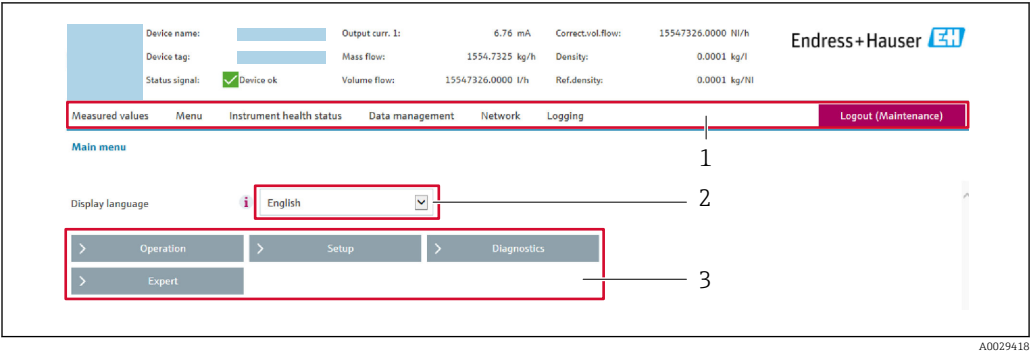 Device name: Output curr. 1: 6.76 mA Correct.vol.flow: 15547326.0000 Nl/h
Endress+Hauser EH
Device tag: Mass flow: 1554.7325 kg/h Density: 0.0001 kg/l
Status signal: Device ok Volume flow: 15547326.0000 l/h Ref.density: 0.0001 kg/Nl
Measured values Menu Instrument health status Data management Network Logging Logout (Maintenance)
1
Main menu
Display language i English 2
> Operation > Setup > Diagnostics
> Expert 3
A0029418